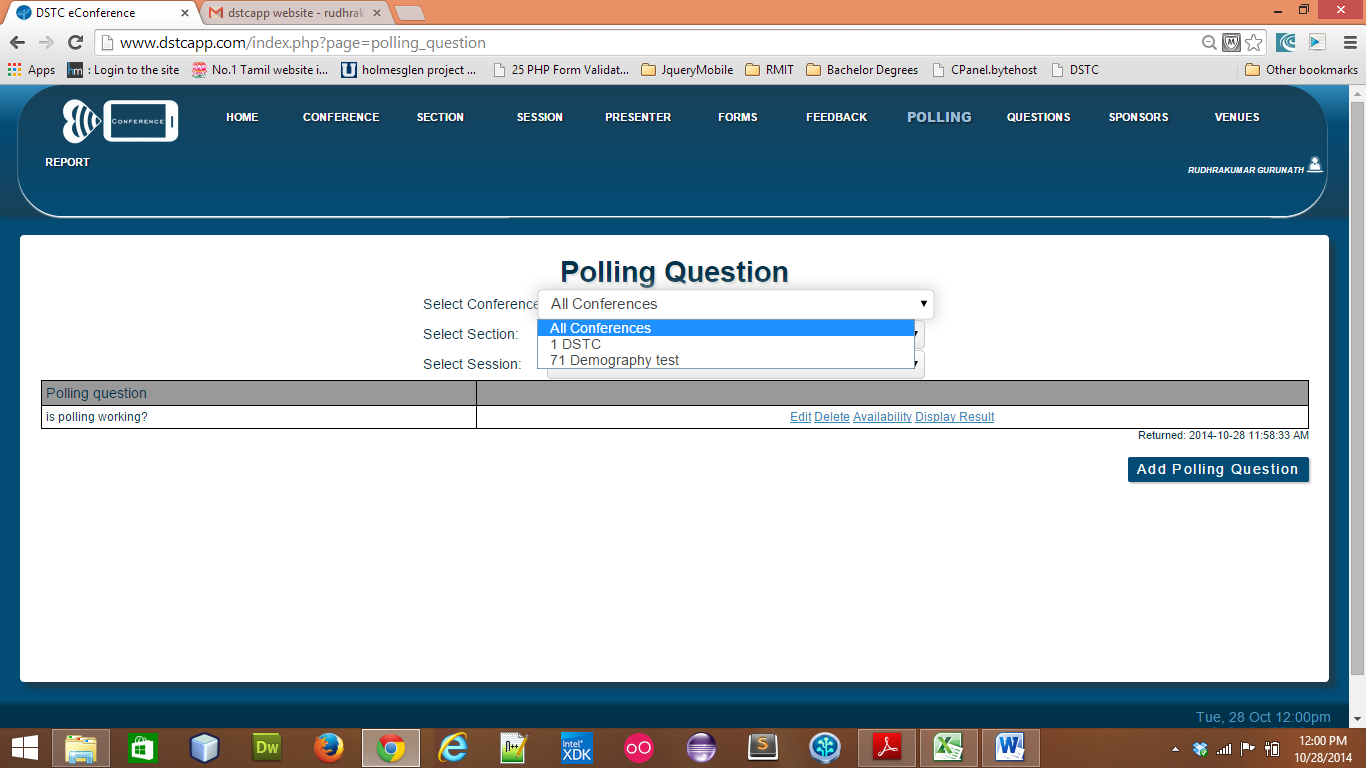 DSTC eConference
dstcapp website - rudhrak
www.dstcapp.com/index.php?page=polling_question
Apps
hm : Login to the site
No.1 Tamil website i...
holmesglen project ...
25 PHP Form Validat...
JqueryMobile
RMIT
Bachelor Degrees
CPanel.bytehost
DSTC
Other bookmarks
CONFERENCE
HOME CONFERENCE SECTION SESSION PRESENTER FORMS FEEDBACK POLLING QUESTIONS SPONSORS VENUES
REPORT
RUDHRAKUMAR GURUNATH
Polling Question
Select Conference All Conferences
All Conferences
Select Section:
1 DSTC
71 Demography test
Select Session:
Polling question
is polling working? Edit Delete Availability Display Result
Returned: 2014-10-28 11:58:33 AM
Add Polling Question
Tue, 28 Oct 12:00pm
Dw
intel XDK
12:00 PM
10/28/2014